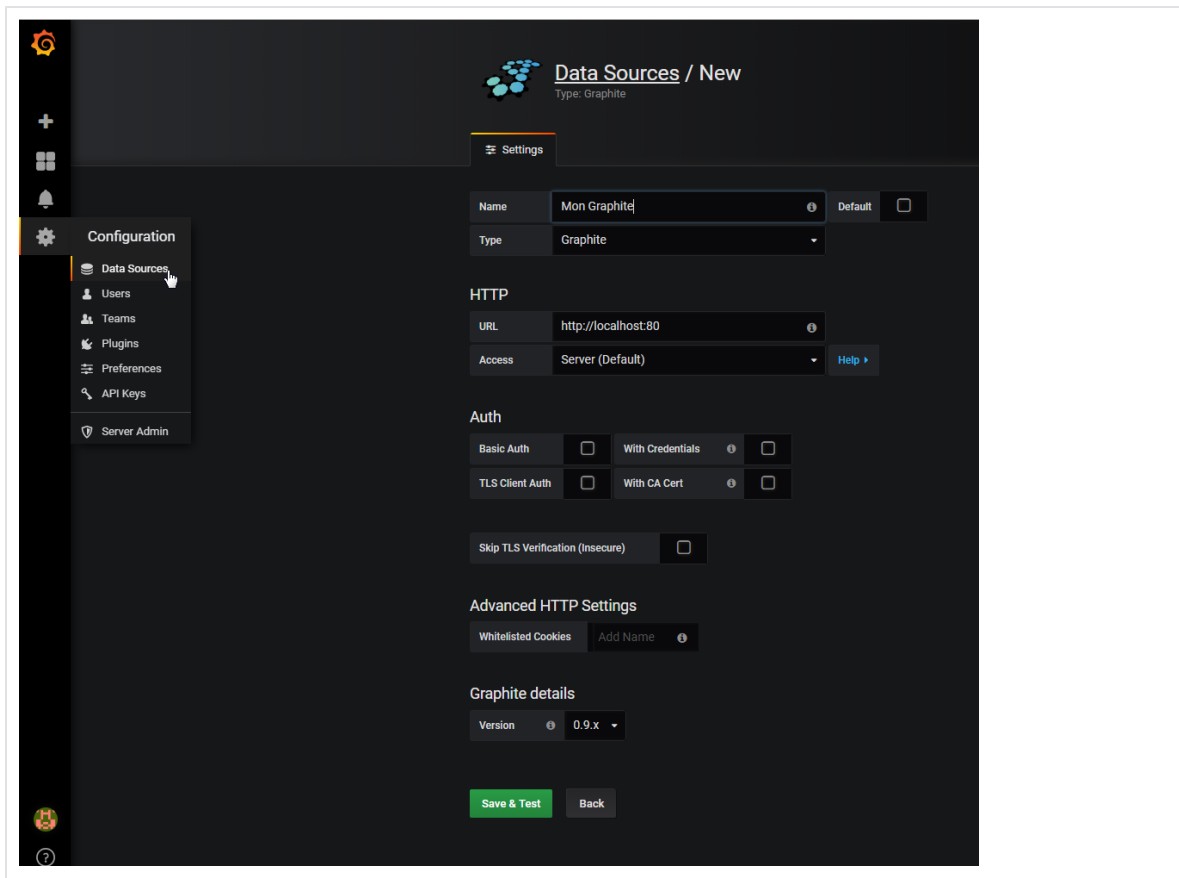 Data Sources / New
Type: Graphite
Settings
Name Mon Graphite Default
Type Graphite
Configuration
Data Sources
Users
Teams
Plugins
Preferences
API Keys
Server Admin
HTTP
URL http://localhost:80
Access Server (Default) Help
Auth
Basic Auth With Credentials
TLS Client Auth With CA Cert
Skip TLS Verification (Insecure)
Advanced HTTP Settings
Whitelisted Cookies Add Name
Graphite details
Version 0.9.x
Save & Test Back